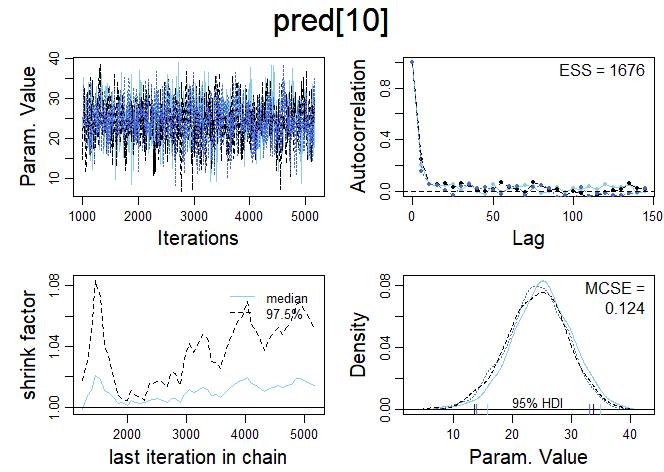 pred[10]
Param. Value
10 20 30 40
1000 2000 3000 4000 5000
Iterations
Autocorrelation
0.0 0.4 0.8
ESS = 1676
0 50 100 150
Lag
shrink factor
1.00 1.04 1.08
median
97.5%
2000 3000 4000 5000
last iteration in chain
Density
0.00 0.04 0.08
MCSE =
0.124
95% HDI
10 20 30 40
Param. Value